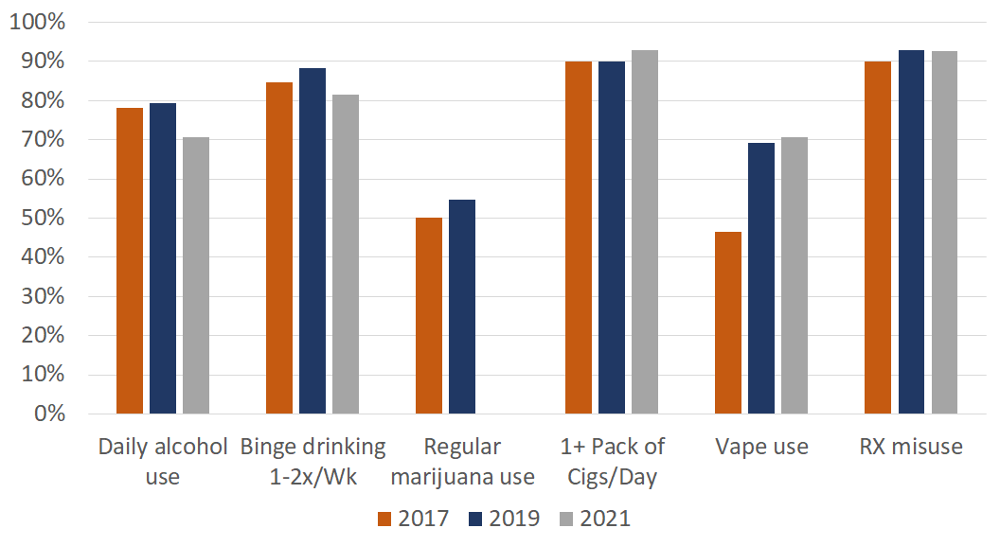 100%
90%
80%
70%
60%
50%
40%
30%
20%
10%
0%
Daily alcohol
use
Binge drinking
1-2x/Wk
Regular
marijuana use
1+ Pack of
Cigs/Day
Vape use
RX misuse
2017 2019 2021